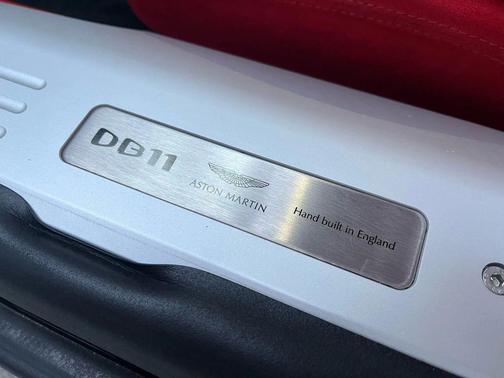 DB11
ASTON MARTIN
Hand built in England